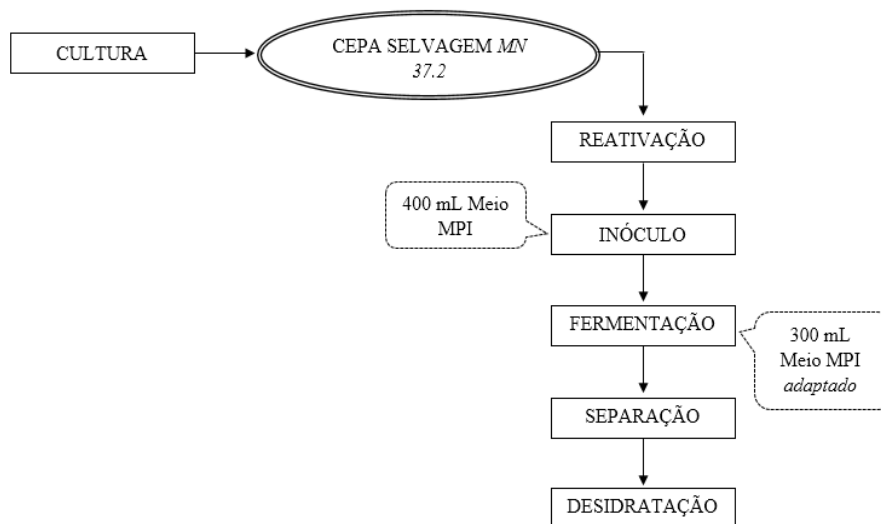 CULTURA
CEPA SELVAGEM MN
37.2
REATIVAÇÃO
400 mL Meio
MPI
INÓCULO
FERMENTAÇÃO
300 mL
Meio MPI
adaptado
SEPARAÇÃO
DESIDRATAÇÃO